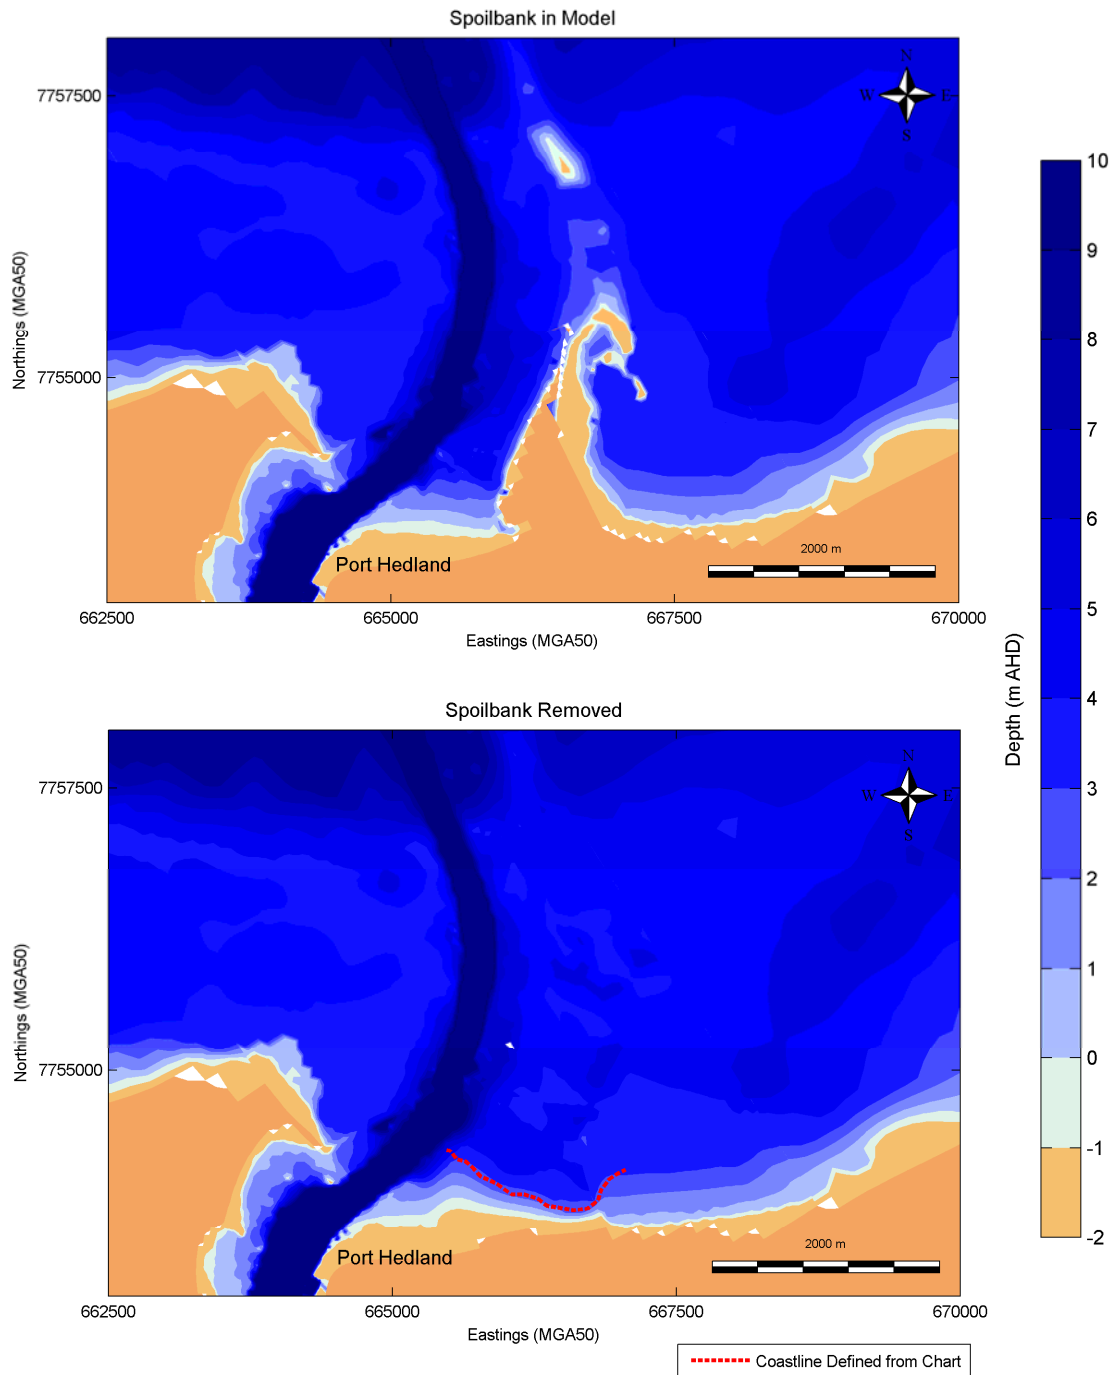 Spoilbank in Model
N
W E
S
7757500
7755000
Northings (MGA50)
Port Hedland
2000 m
662500 665000 667500 670000
Eastings (MGA50)
10
9
8
7
6
5
4
3
2
1
0
-1
-2
Depth (m AHD)
Spoilbank Removed
N
W E
S
7757500
7755000
Northings (MGA50)
Port Hedland
2000 m
662500 665000 667500 670000
Eastings (MGA50)
Coastline Defined from Chart